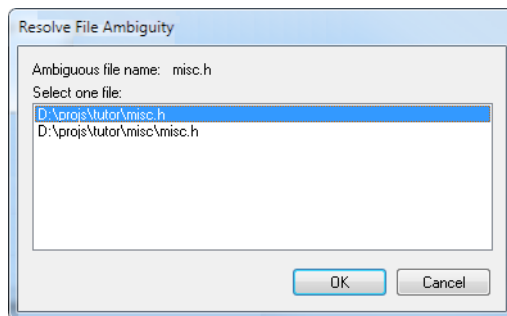 Resolve File Ambiguity
Ambiguous file name: misc.h
Select one file:
D:\projs\tutor\misc.h
D:\projs\tutor\misc\misc.h
OK Cancel